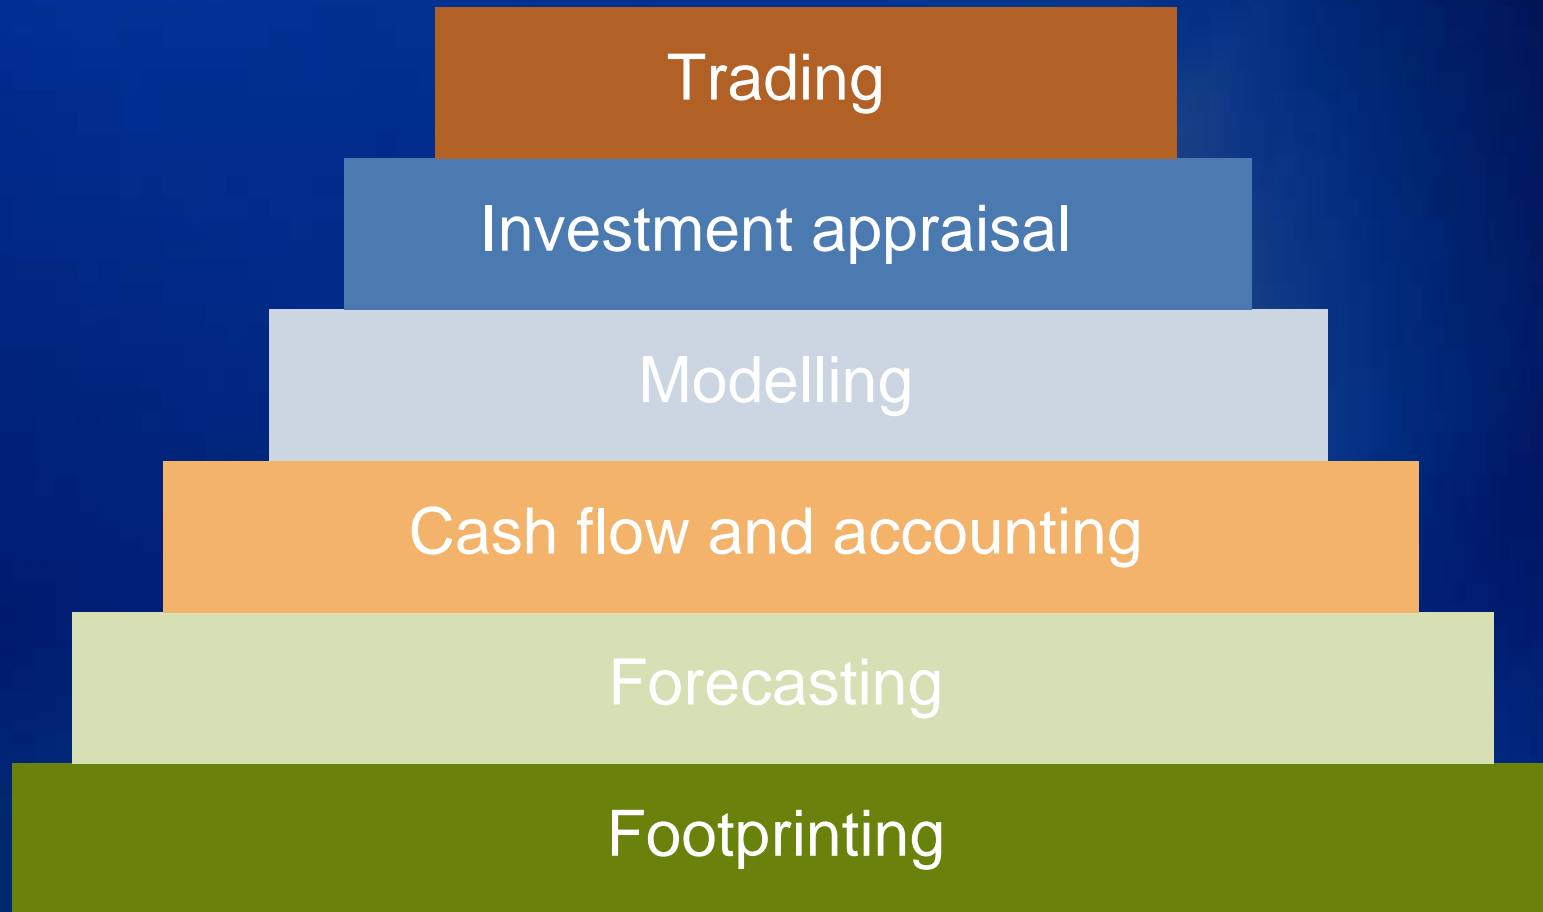 Trading
Investment appraisal
Modelling
Cash flow and accounting
Forecasting
Footprinting